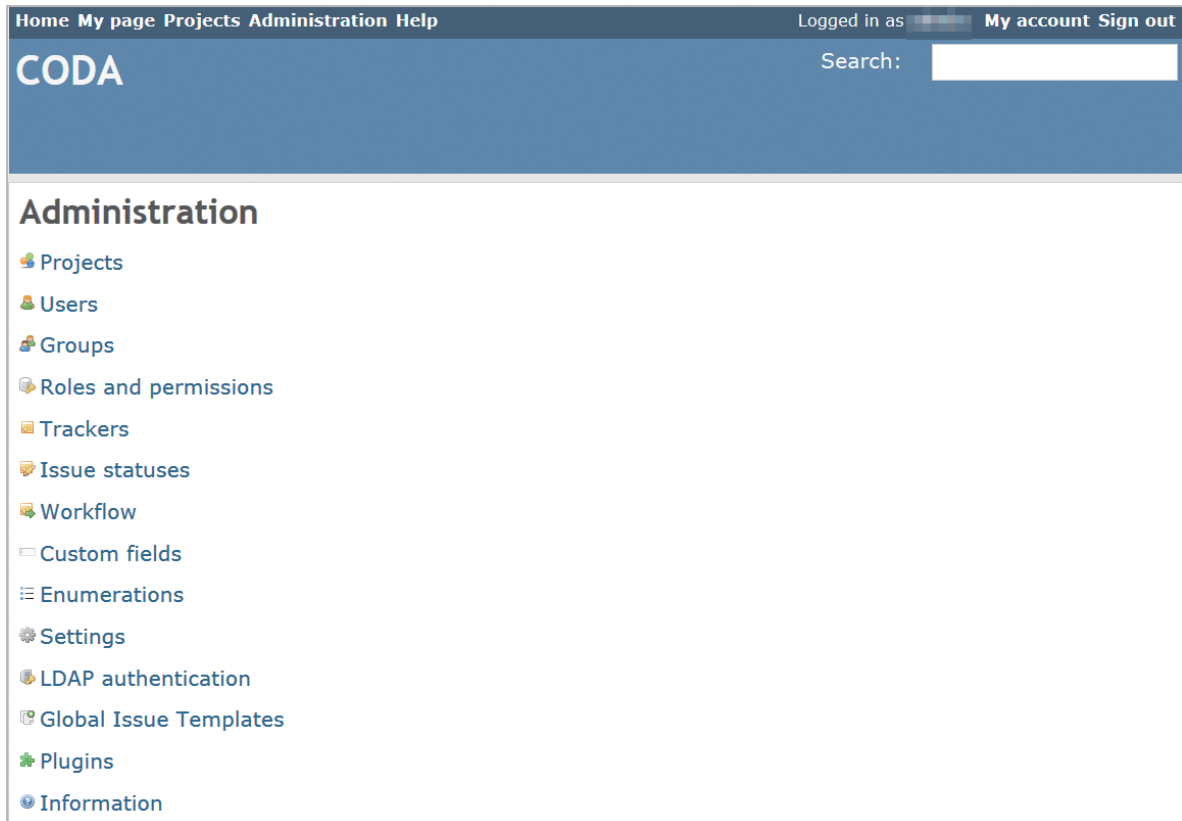 Home My page Projects Administration Help Logged in as My account Sign out
CODA Search:
Administration
Projects
Users
Groups
Roles and permissions
Trackers
Issue statuses
Workflow
Custom fields
Enumerations
Settings
LDAP authentication
Global Issue Templates
Plugins
Information